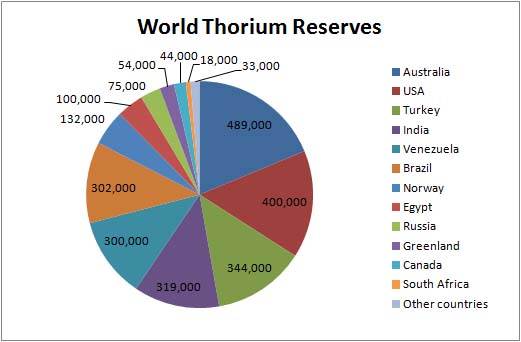 World Thorium Reserves
44,000
18,000
54,000
33,000
75,000
100,000
132,000
489,000
302,000
400,000
300,000
344,000
319,000
Australia
USA
Turkey
India
Venezuela
Brazil
Norway
Egypt
Russia
Greenland
Canada
South Africa
Other countries